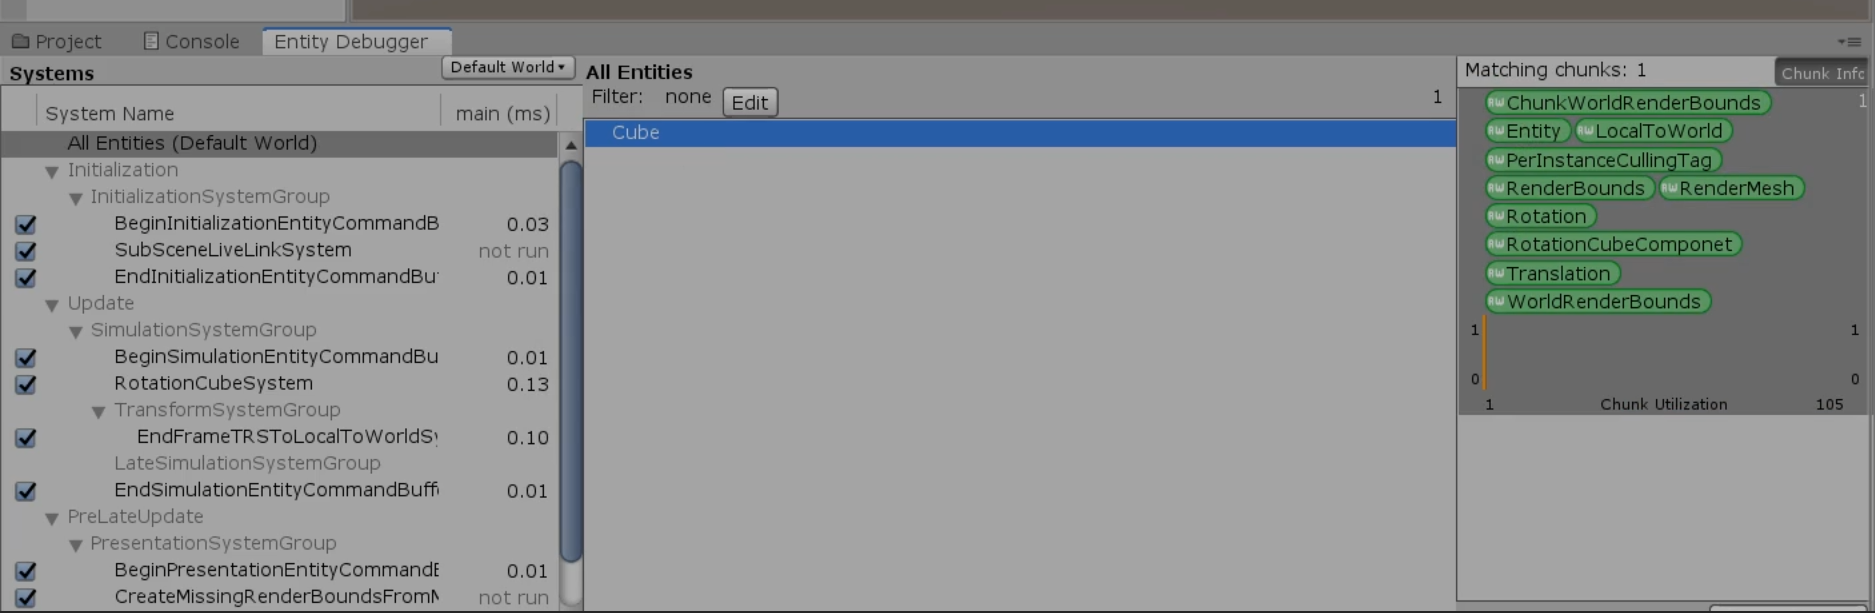 Project Console Entity Debugger
Systems Default World
System Name main (ms)
All Entities (Default World)
Initialization
InitializationSystemGroup
BeginInitializationEntityCommandB 0.03
SubSceneLiveLinkSystem not run
EndInitializationEntityCommandBu 0.01
Update
SimulationSystemGroup
BeginSimulationEntityCommandBu 0.01
RotationCubeSystem 0.13
TransformSystemGroup
EndFrameTRSToLocalToWorldSy 0.10
LateSimulationSystemGroup
EndSimulationEntityCommandBuff 0.01
PreLateUpdate
PresentationSystemGroup
BeginPresentationEntityCommandE 0.01
CreateMissingRenderBoundsFromM not run
All Entities
Filter: none Edit 1
Cube
Matching chunks: 1 Chunk Info
RW ChunkWorldRenderBounds 1
RW Entity RW LocalToWorld
RW PerInstanceCullingTag
RW RenderBounds RW RenderMesh
RW Rotation
RW RotationCubeComponet
RW Translation
RW WorldRenderBounds
1 1
0 0
1 Chunk Utilization 105